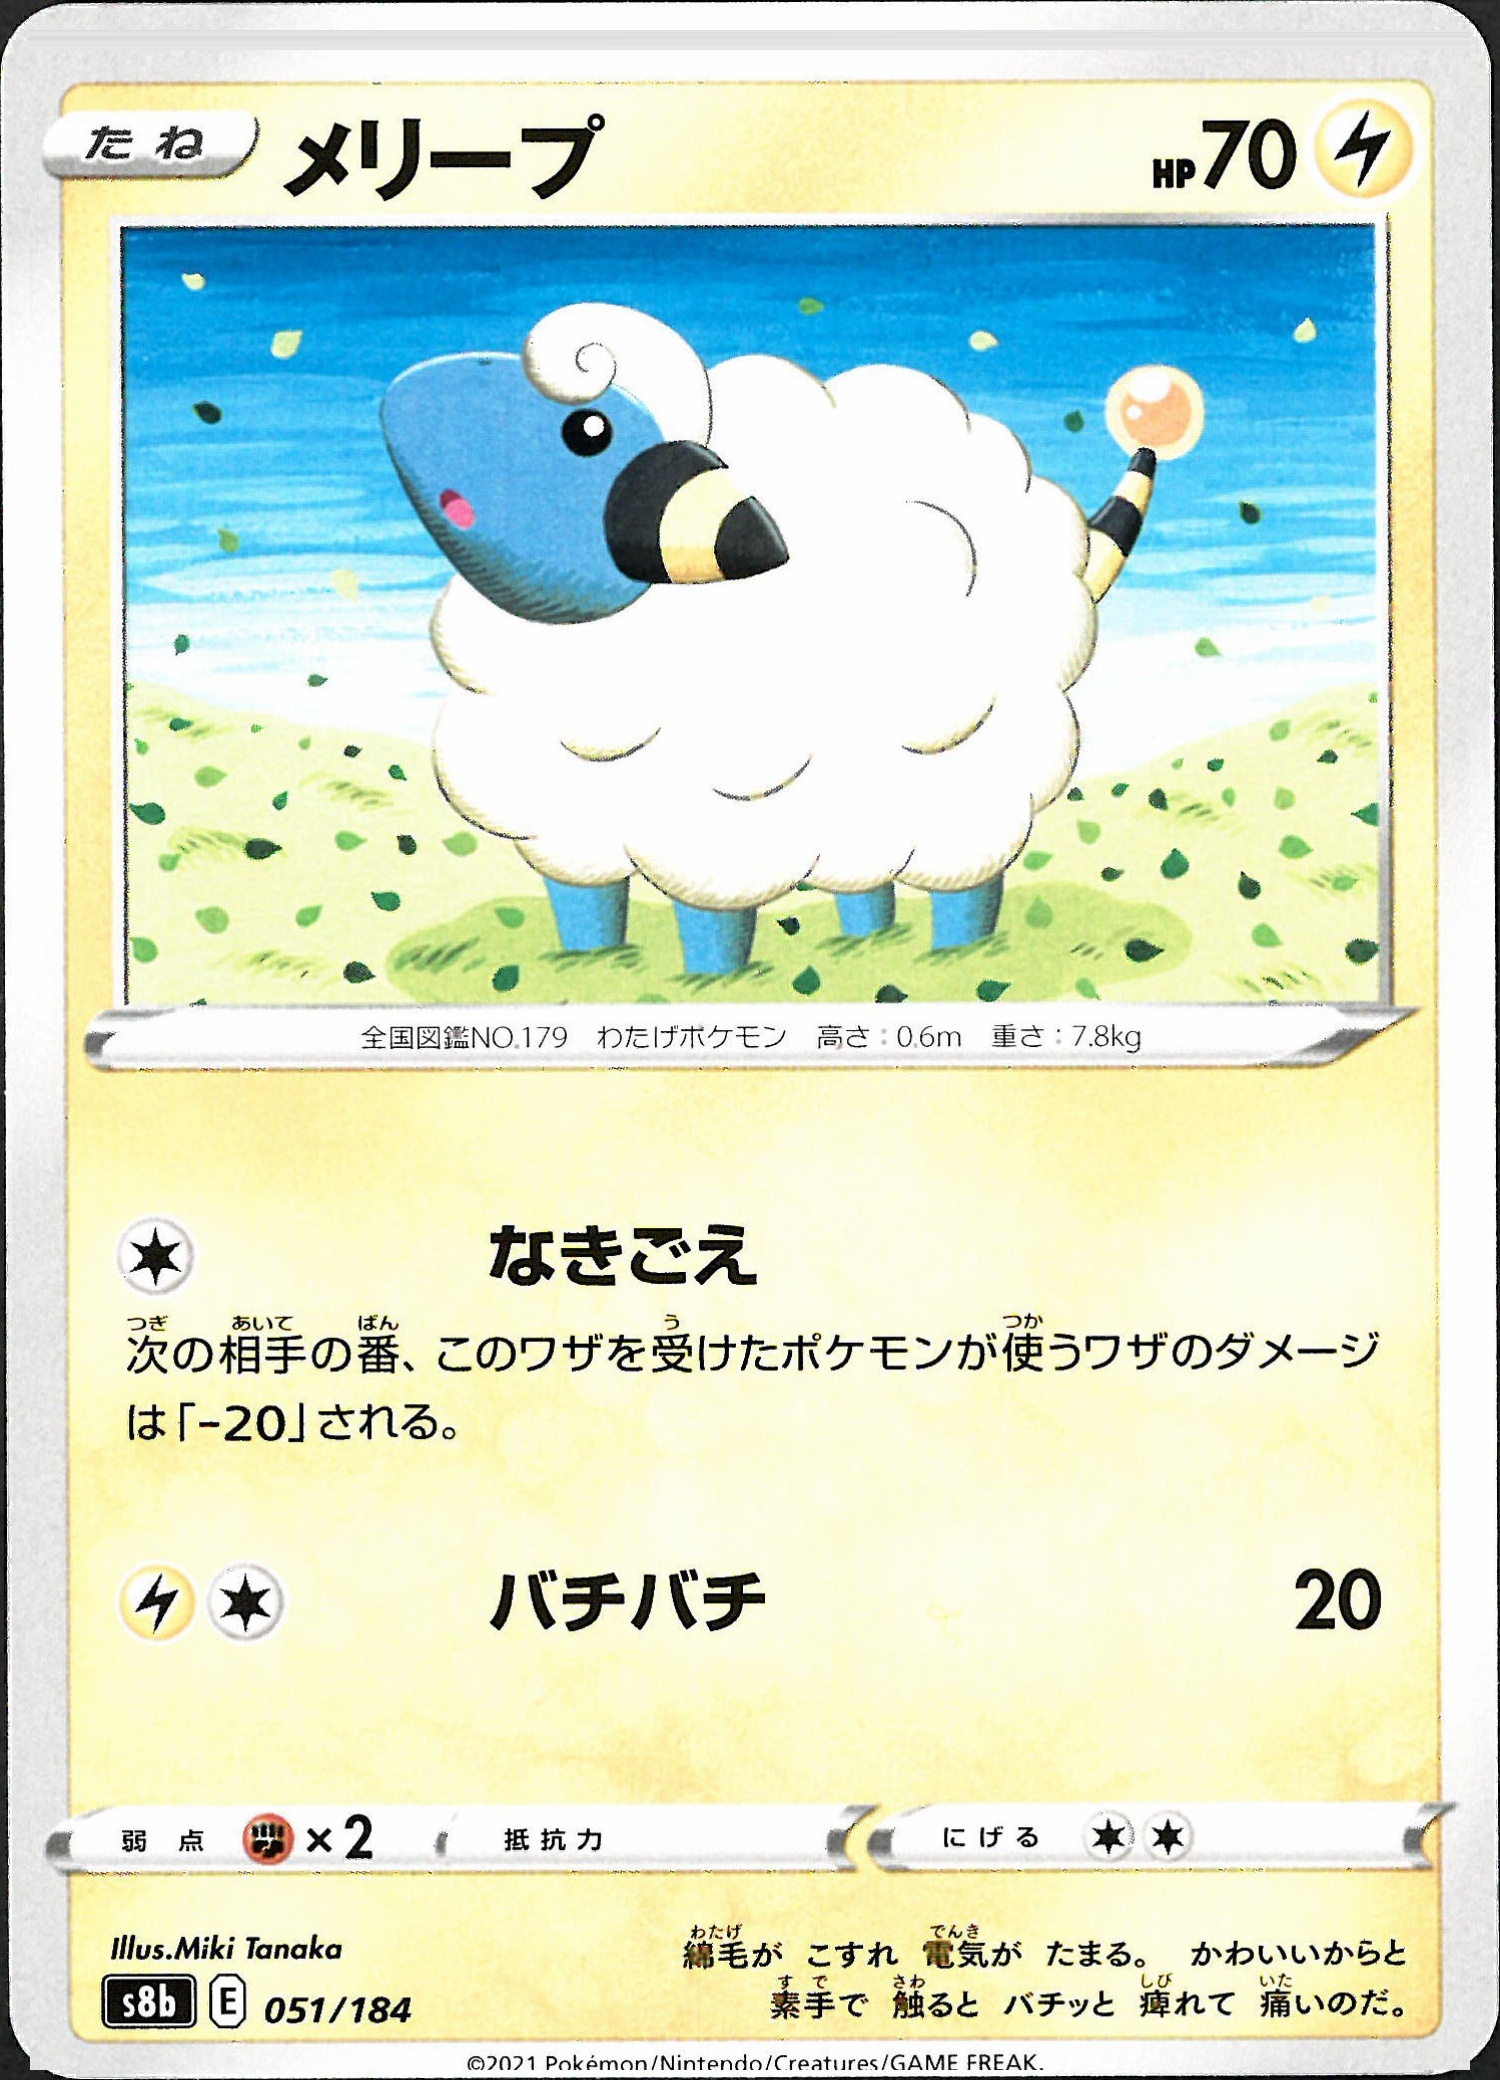 たね メリープ HP70
全国図鑑NO.179 わたげポケモン 高さ：0.6m 重さ：7.8kg
なきごえ
つぎ あいて ばん う つか
次の相手の番、このワザを受けたポケモンが使うワザのダメージ
は「-20」される。
バチバチ 20
弱点 ×2 抵抗力 にげる
Illus.Miki Tanaka
s8b E 051/184
わたげ でんき
綿毛が こすれ 電気が たまる。 かわいいからと
すで さわ しび いた
素手で 触ると バチッと 痺れて 痛いのだ。
©2021 Pokémon/Nintendo/Creatures/GAME FREAK.